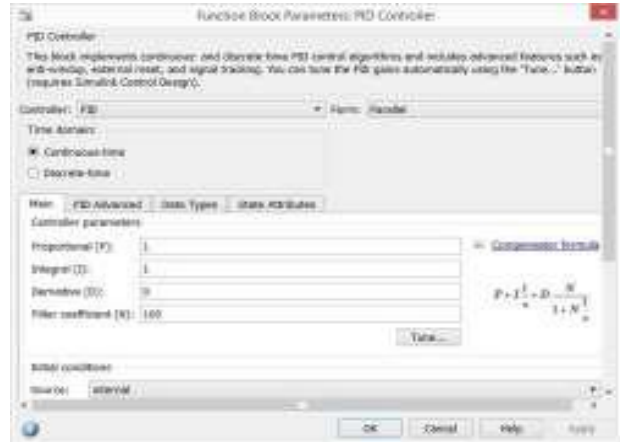 Function Block Parameters: PID Controller
PID Controller
This block implements continuous- and discrete-time PID control algorithms and includes advanced features such as
anti-windup, external reset, and signal tracking. You can tune the PID gains automatically using the 'Tune...' button
(requires Simulink Control Design).
Controller: PID
Form: Parallel
Time domain:
Continuous-time
Discrete-time
Main PID Advanced Data Types State Attributes
Controller parameters
Proportional (P): 1
Compensator formula
Integral (I): 1
Derivative (D): 0
P+I 1/s +D N/(1+N 1/s)
Filter coefficient (N): 100
Tune...
Initial conditions
Source: internal
OK Cancel Help Apply